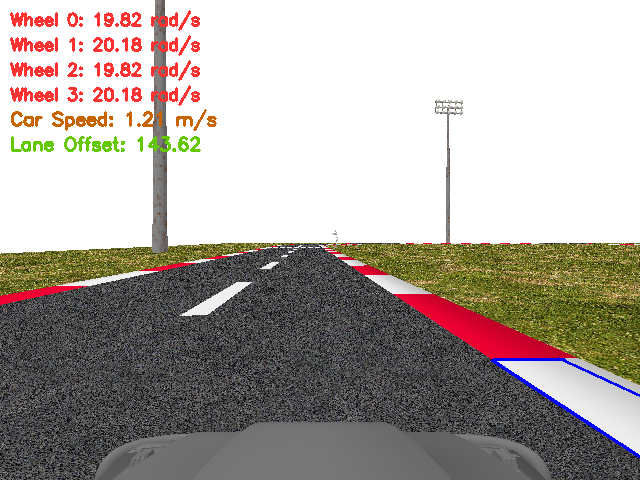 Wheel 0: 19.82 rad/s
Wheel 1: 20.18 rad/s
Wheel 2: 19.82 rad/s
Wheel 3: 20.18 rad/s
Car Speed: 1.21 m/s
Lane Offset: 143.62